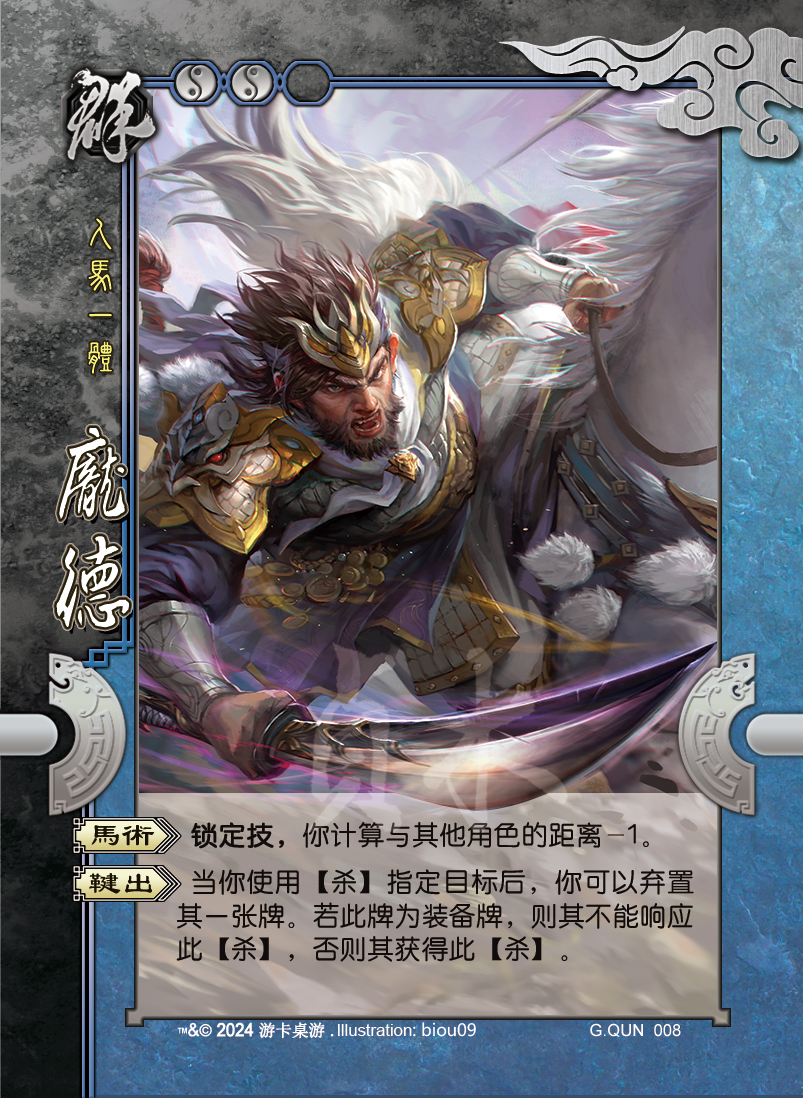 群
人馬一體
龐德
馬術
锁定技，你计算与其他角色的距离-1。
鞬出
当你使用【杀】指定目标后，你可以弃置
其一张牌。若此牌为装备牌，则其不能响应
此【杀】，否则其获得此【杀】。
™&© 2024 游卡桌游 . Illustration: biou09
G.QUN 008